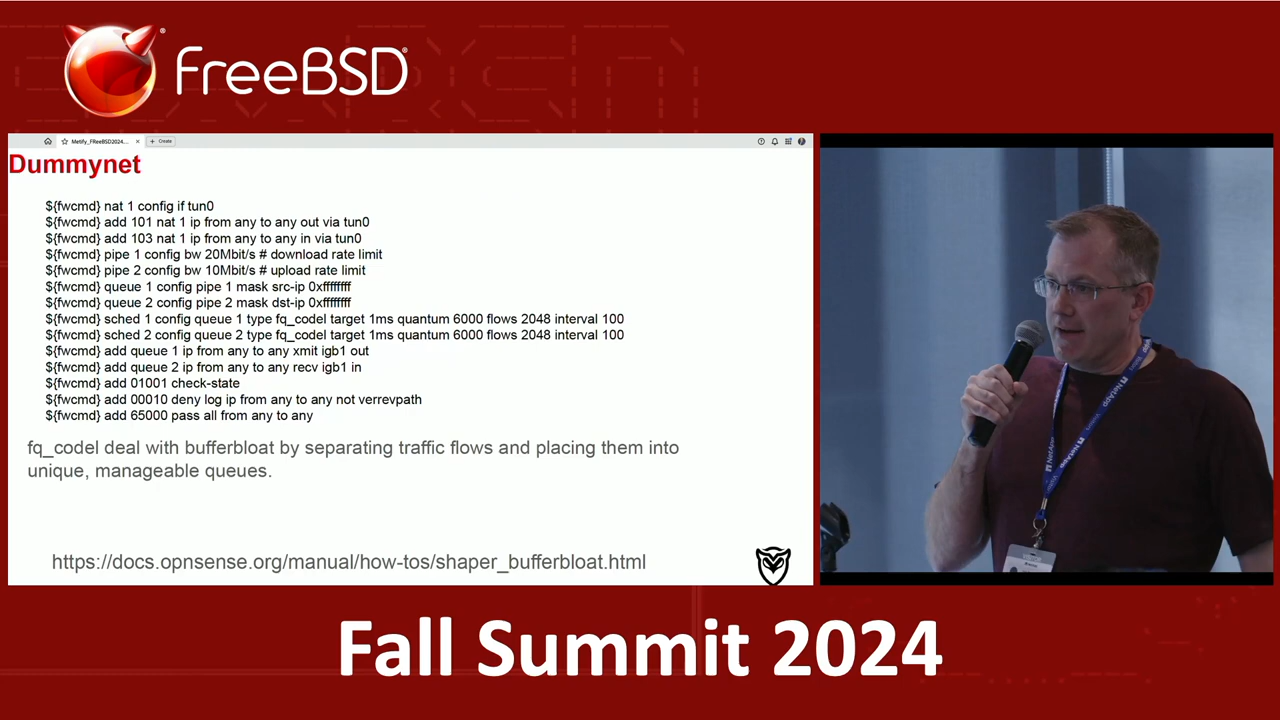 FreeBSD®
Metify_FReeBSD2024...
Create
Dummynet
${fwcmd} nat 1 config if tun0
${fwcmd} add 101 nat 1 ip from any to any out via tun0
${fwcmd} add 103 nat 1 ip from any to any in via tun0
${fwcmd} pipe 1 config bw 20Mbit/s # download rate limit
${fwcmd} pipe 2 config bw 10Mbit/s # upload rate limit
${fwcmd} queue 1 config pipe 1 mask src-ip 0xffffffff
${fwcmd} queue 2 config pipe 2 mask dst-ip 0xffffffff
${fwcmd} sched 1 config queue 1 type fq_codel target 1ms quantum 6000 flows 2048 interval 100
${fwcmd} sched 2 config queue 2 type fq_codel target 1ms quantum 6000 flows 2048 interval 100
${fwcmd} add queue 1 ip from any to any xmit igb1 out
${fwcmd} add queue 2 ip from any to any recv igb1 in
${fwcmd} add 01001 check-state
${fwcmd} add 00010 deny log ip from any to any not verrevpath
${fwcmd} add 65000 pass all from any to any
fq_codel deal with bufferbloat by separating traffic flows and placing them into
unique, manageable queues.
https://docs.opnsense.org/manual/how-tos/shaper_bufferbloat.html
NetApp
NetApp
Fall Summit 2024